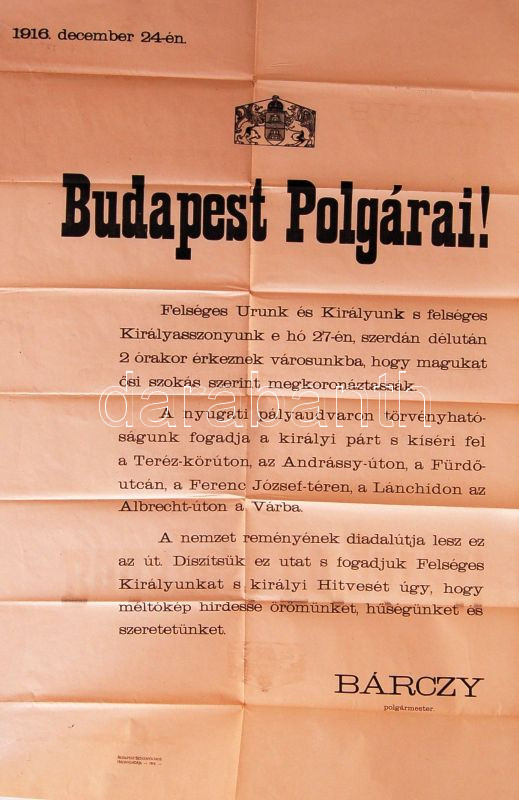 1916. december 24-én.
Budapest Polgárai!
Felséges Urunk és Királyunk s felséges
Királyasszonyunk e hó 27-én, szerdán délután
2 órakor érkeznek városunkba, hogy magukat
ősi szokás szerint megkoronáztassák.
darabanth
A nyugati pályaudvaron törvényható-
ságunk fogadja a királyi párt s kíséri fel
a Teréz-körúton, az Andrássy-úton, a Fürdő-
utcán, a Ferenc József-téren, a Lánchidon az
Albrecht-úton a Várba.
A nemzet reményének diadalútja lesz ez
az út. Díszítsük ez utat s fogadjuk Felséges
Királyunkat s királyi Hitvesét úgy, hogy
méltókép hirdesse örömünket, hűségünket és
szeretetünket.
BÁRCZY
polgármester.